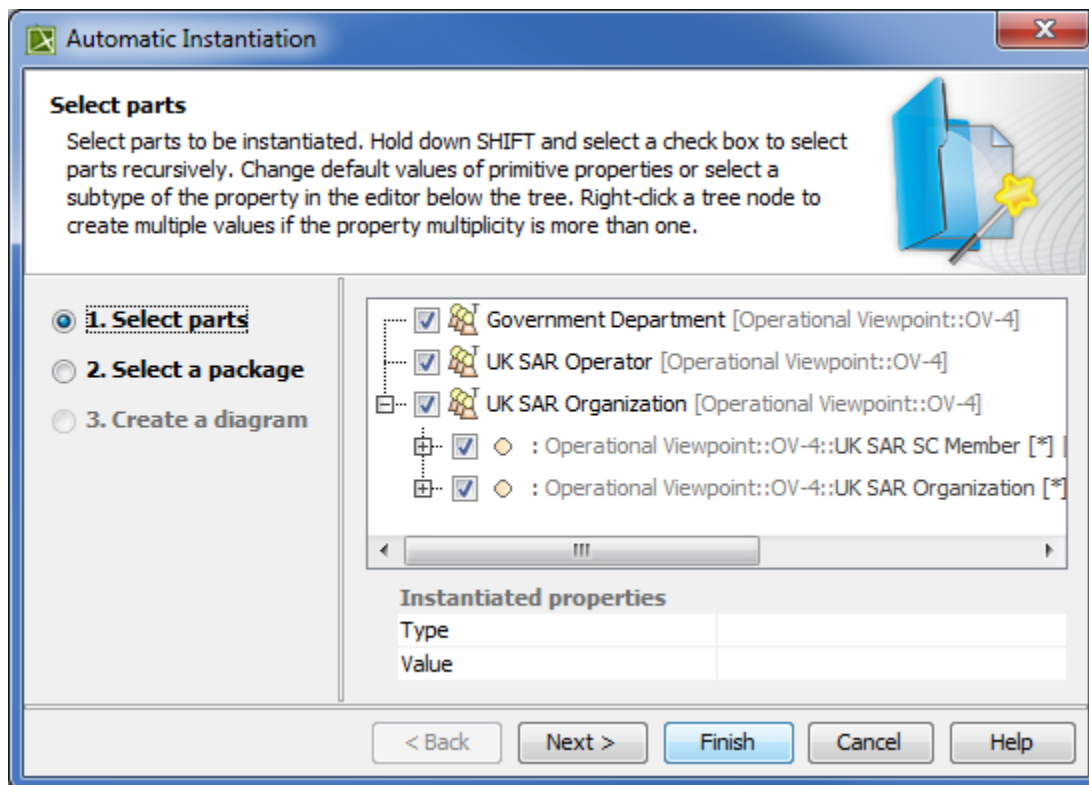 Automatic Instantiation
Select parts
Select parts to be instantiated. Hold down SHIFT and select a check box to select
parts recursively. Change default values of primitive properties or select a
subtype of the property in the editor below the tree. Right-click a tree node to
create multiple values if the property multiplicity is more than one.
1. Select parts
2. Select a package
3. Create a diagram
Government Department [Operational Viewpoint::OV-4]
UK SAR Operator [Operational Viewpoint::OV-4]
UK SAR Organization [Operational Viewpoint::OV-4]
: Operational Viewpoint::OV-4::UK SAR SC Member [*] [
: Operational Viewpoint::OV-4::UK SAR Organization [*]
Instantiated properties
Type
Value
< Back Next > Finish Cancel Help